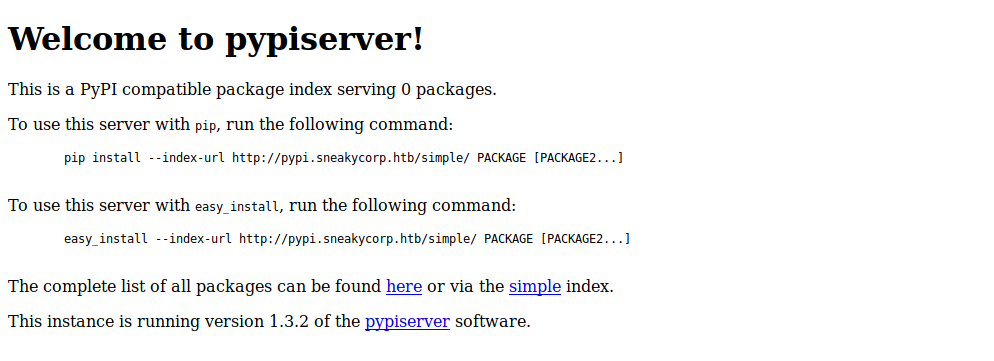 Welcome to pypiserver!
This is a PyPI compatible package index serving 0 packages.
To use this server with pip, run the following command:
pip install --index-url http://pypi.sneakycorp.htb/simple/ PACKAGE [PACKAGE2...]
To use this server with easy_install, run the following command:
easy_install --index-url http://pypi.sneakycorp.htb/simple/ PACKAGE [PACKAGE2...]
The complete list of all packages can be found here or via the simple index.
This instance is running version 1.3.2 of the pypiserver software.